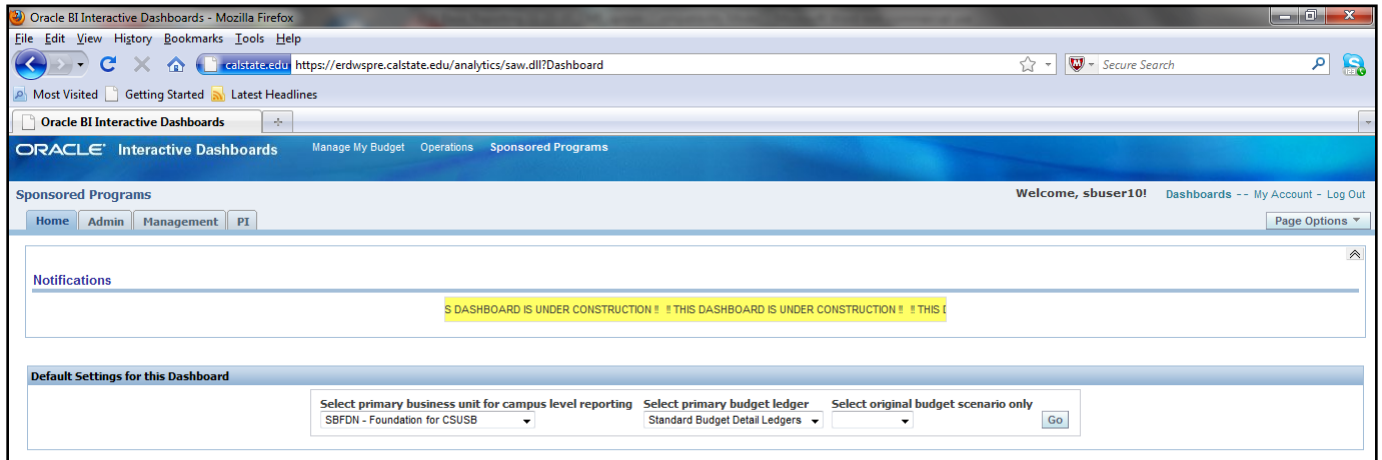 Oracle BI Interactive Dashboards - Mozilla Firefox
File Edit View History Bookmarks Tools Help
calstate.edu https://erdwspre.calstate.edu/analytics/saw.dll?Dashboard Secure Search
Most Visited Getting Started Latest Headlines
Oracle BI Interactive Dashboards
ORACLE Interactive Dashboards Manage My Budget Operations Sponsored Programs
Sponsored Programs Welcome, sbuser10! Dashboards -- My Account - Log Out
Home Admin Management PI Page Options
Notifications
S DASHBOARD IS UNDER CONSTRUCTION !! !! THIS DASHBOARD IS UNDER CONSTRUCTION !! !! THIS D
Default Settings for this Dashboard
Select primary business unit for campus level reporting Select primary budget ledger Select original budget scenario only
SBFDN - Foundation for CSUSB Standard Budget Detail Ledgers Go